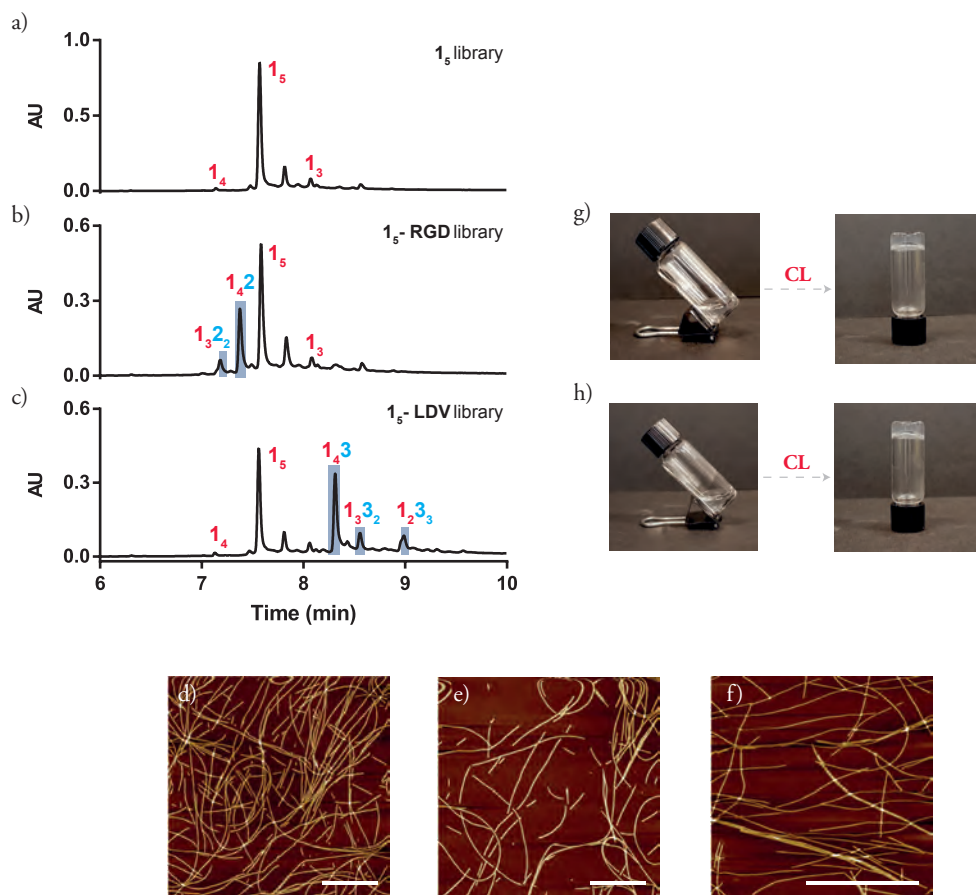 a)
1.0
0.5
0.0
AU
1₅ library
1₅
1₄
1₃
b)
0.6
0.3
0.0
AU
1₅- RGD library
1₅
1₄2
1₃2₂
1₃
c)
0.6
0.3
0.0
AU
1₅- LDV library
1₅
1₄3
1₃3₂
1₂3₃
1₄
6 7 8 9 10
Time (min)
g)
CL
h)
CL
d)
e)
f)